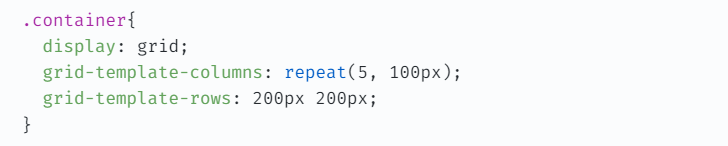 .container{
  display: grid;
  grid-template-columns: repeat(5, 100px);
  grid-template-rows: 200px 200px;
}